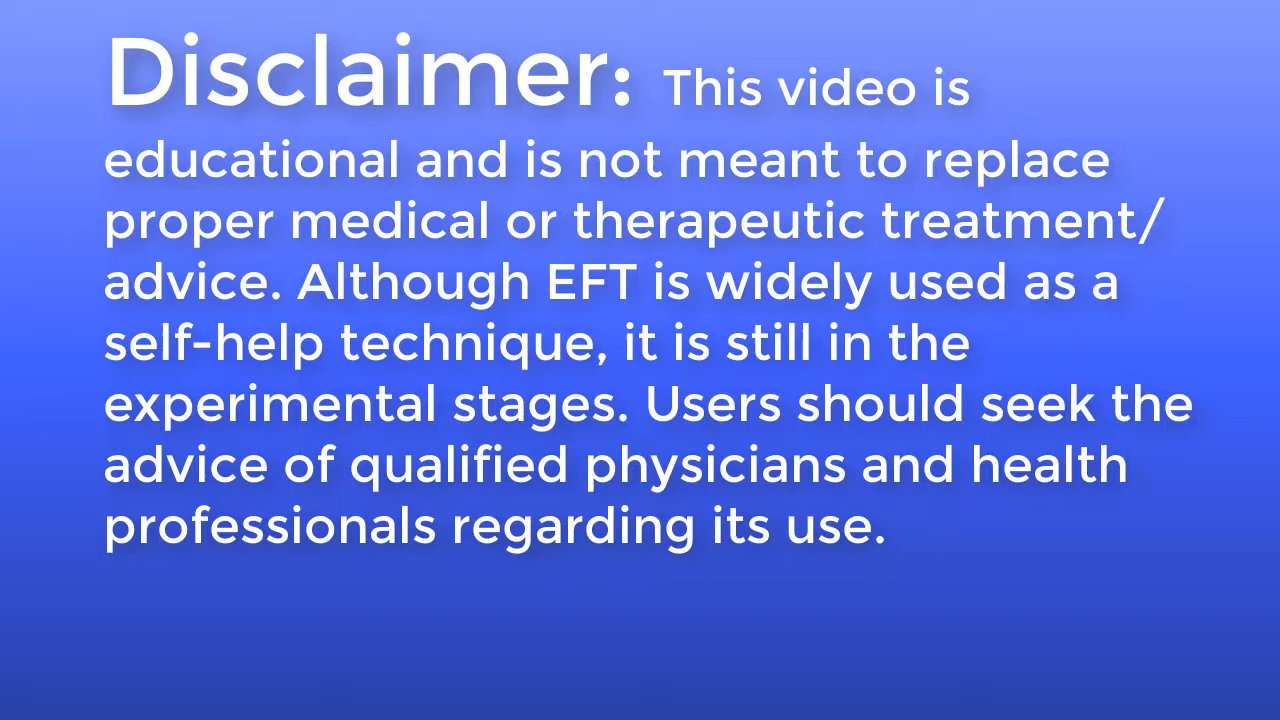 Disclaimer: This video is
educational and is not meant to replace
proper medical or therapeutic treatment/
advice. Although EFT is widely used as a
self-help technique, it is still in the
experimental stages. Users should seek the
advice of qualified physicians and health
professionals regarding its use.